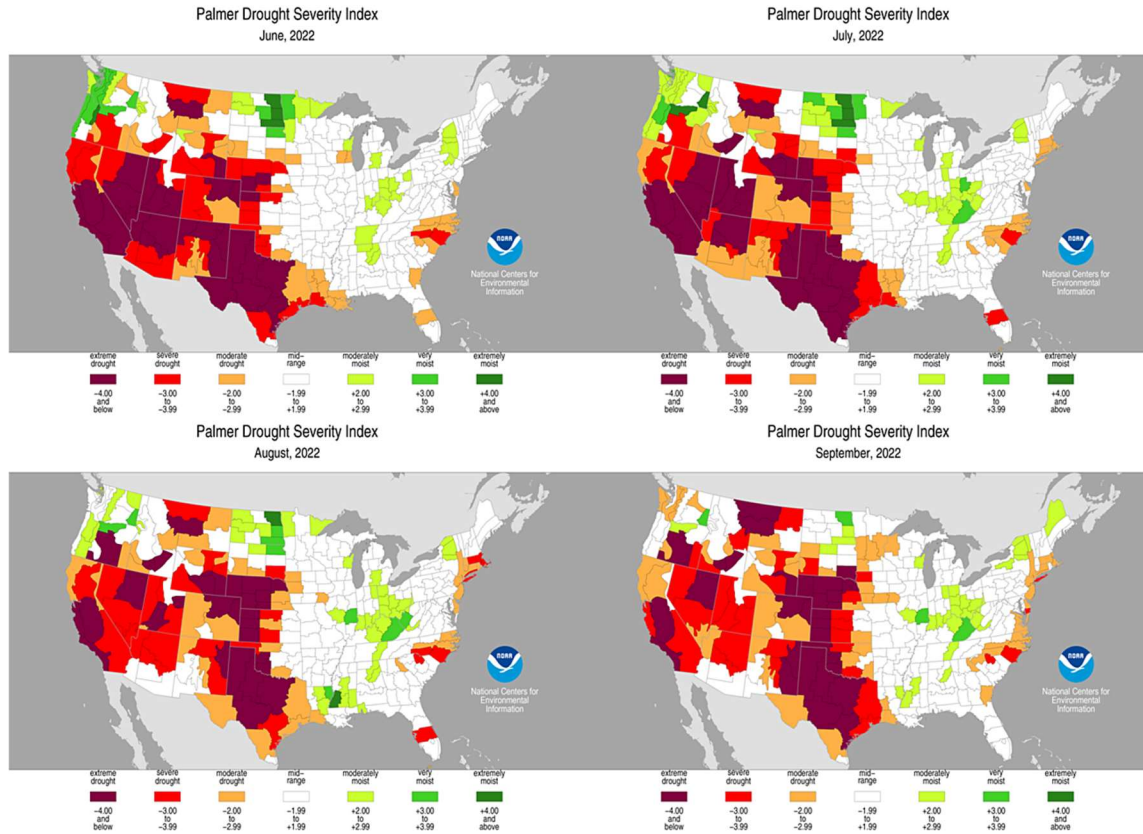 Palmer Drought Severity Index
June, 2022
NOAA
National Centers for
Environmental
Information
extreme drought
severe drought
moderate drought
mid-range
moderately moist
very moist
extremely moist
−4.00 and below
−3.00 to −3.99
−2.00 to −2.99
−1.99 to +1.99
+2.00 to +2.99
+3.00 to +3.99
+4.00 and above
Palmer Drought Severity Index
July, 2022
NOAA
National Centers for
Environmental
Information
extreme drought
severe drought
moderate drought
mid-range
moderately moist
very moist
extremely moist
−4.00 and below
−3.00 to −3.99
−2.00 to −2.99
−1.99 to +1.99
+2.00 to +2.99
+3.00 to +3.99
+4.00 and above
Palmer Drought Severity Index
August, 2022
NOAA
National Centers for
Environmental
Information
extreme drought
severe drought
moderate drought
mid-range
moderately moist
very moist
extremely moist
−4.00 and below
−3.00 to −3.99
−2.00 to −2.99
−1.99 to +1.99
+2.00 to +2.99
+3.00 to +3.99
+4.00 and above
Palmer Drought Severity Index
September, 2022
NOAA
National Centers for
Environmental
Information
extreme drought
severe drought
moderate drought
mid-range
moderately moist
very moist
extremely moist
−4.00 and below
−3.00 to −3.99
−2.00 to −2.99
−1.99 to +1.99
+2.00 to +2.99
+3.00 to +3.99
+4.00 and above